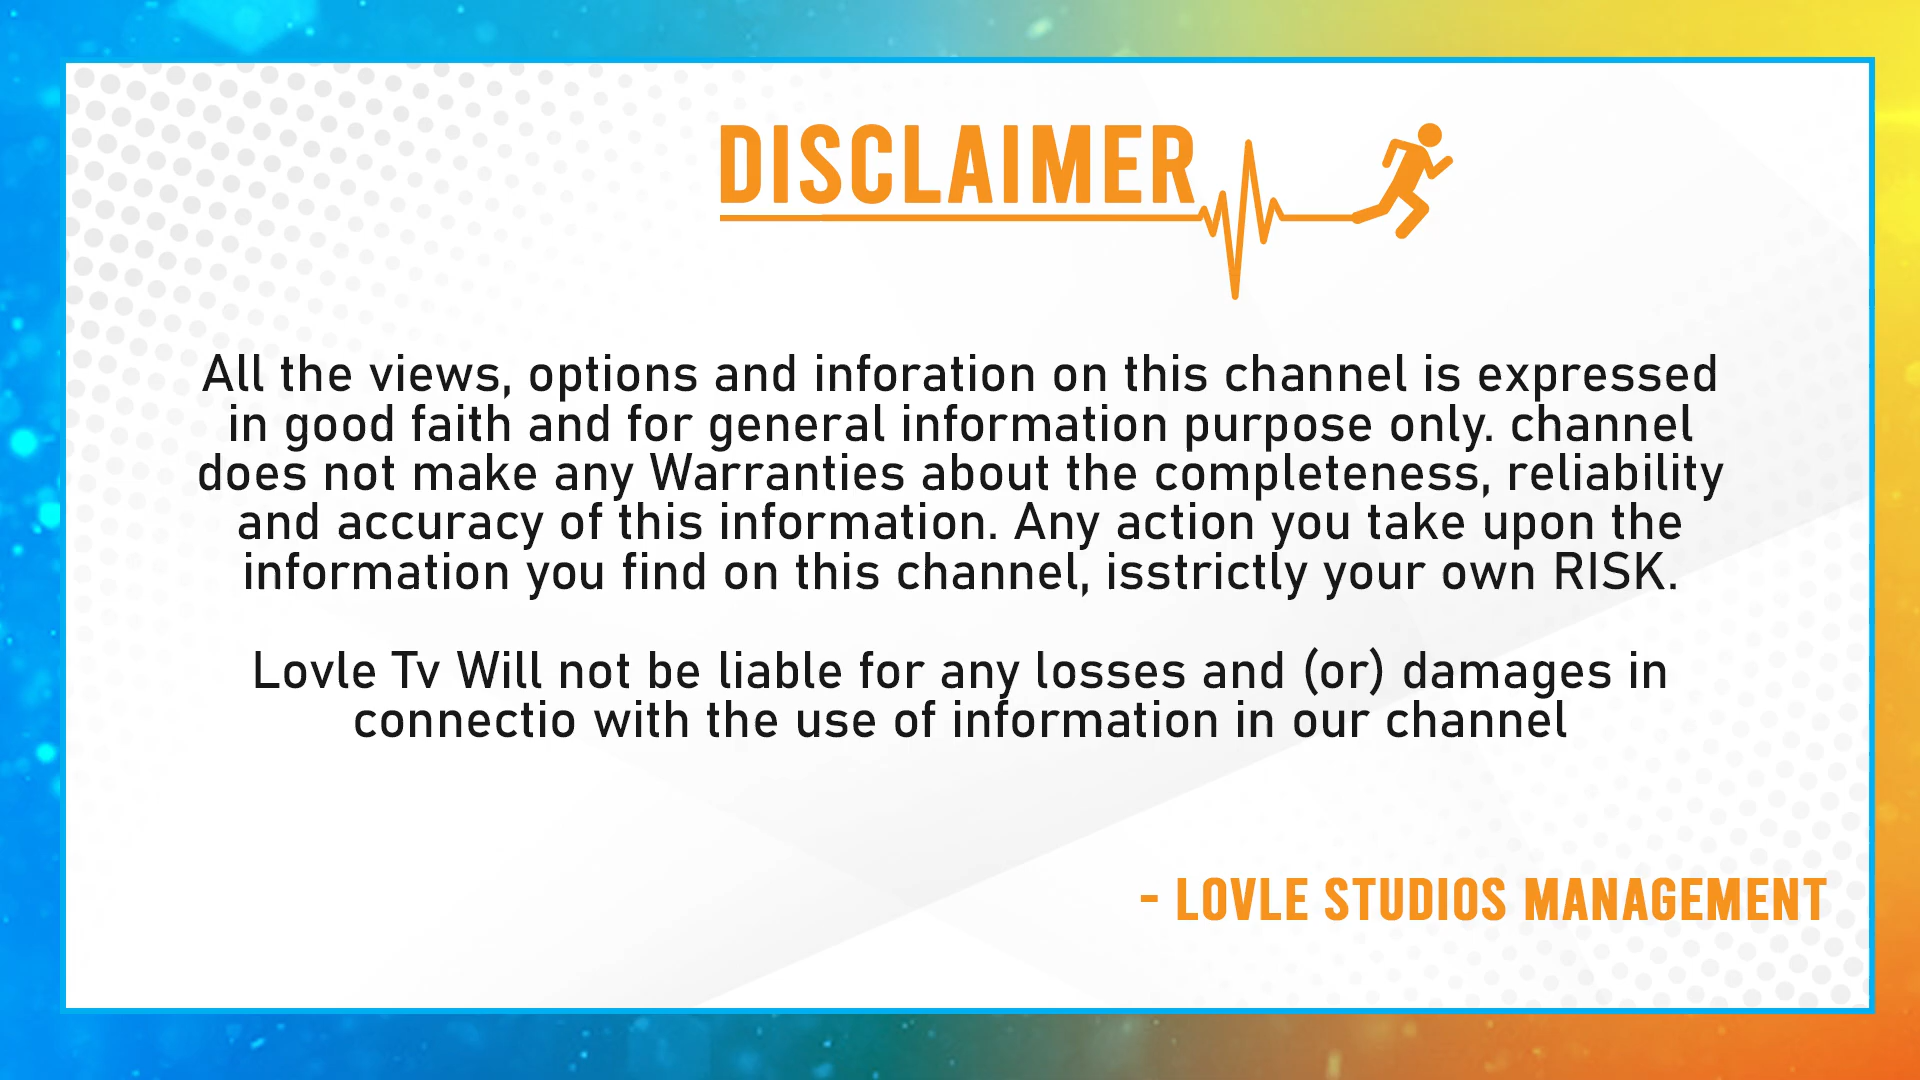 DISCLAIMER
All the views, options and inforation on this channel is expressed
in good faith and for general information purpose only. channel
does not make any Warranties about the completeness, reliability
and accuracy of this information. Any action you take upon the
information you find on this channel, isstrictly your own RISK.
Lovle Tv Will not be liable for any losses and (or) damages in
connectio with the use of information in our channel
- LOVLE STUDIOS MANAGEMENT